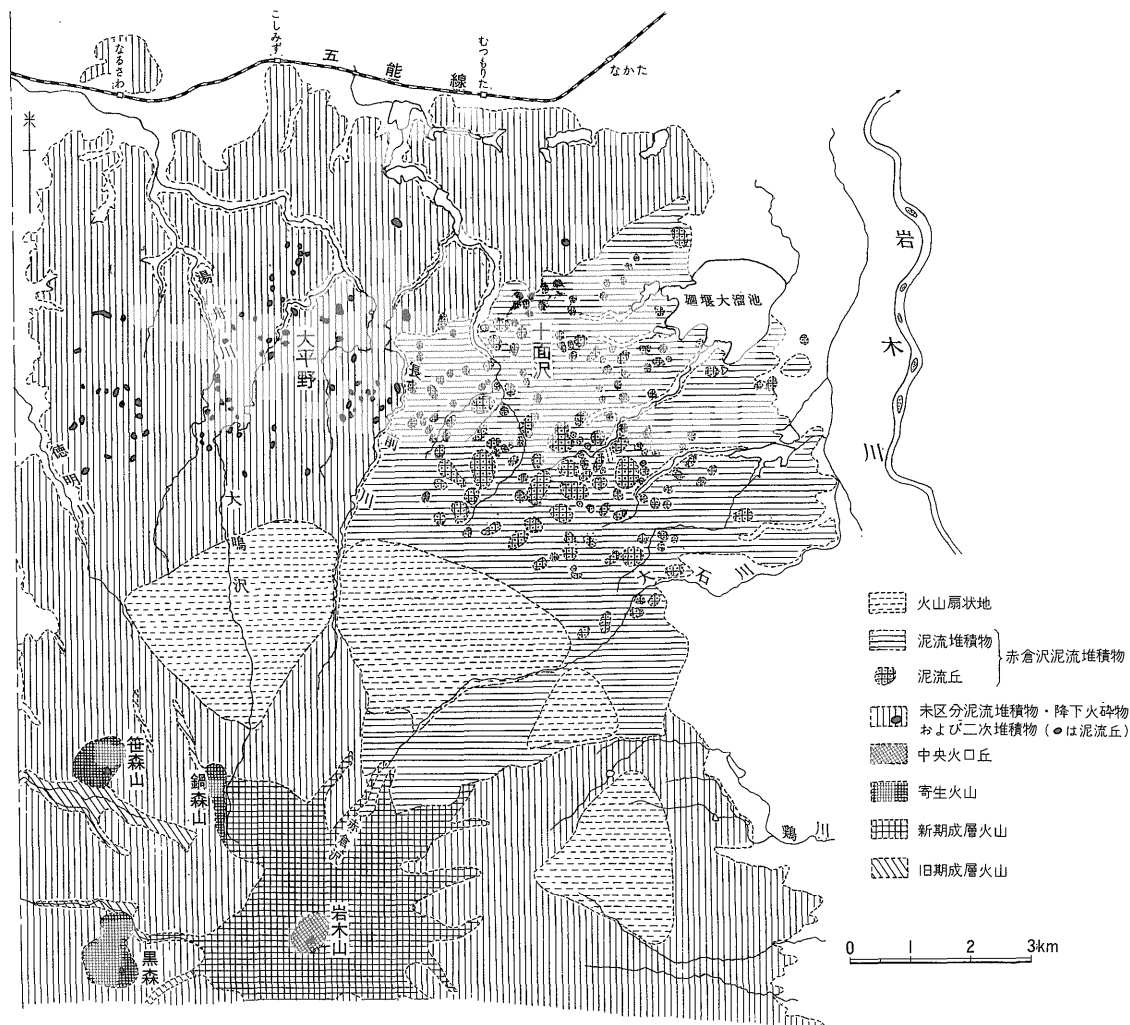 なるさわ
こしみず
五能線
むつもりた
なかた
米
岩木川
湯舟川
大平野
十面沢
廻堰大溜池
長前川
徳明川
大鳴沢
大石川
笹森山
鍋森山
赤倉沢
岩木山
黒森
鶏川
火山扇状地
泥流堆積物
泥流丘
赤倉沢泥流堆積物
未区分泥流堆積物・降下火砕物
および二次堆積物(は泥流丘)
中央火口丘
寄生火山
新期成層火山
旧期成層火山
0 1 2 3km